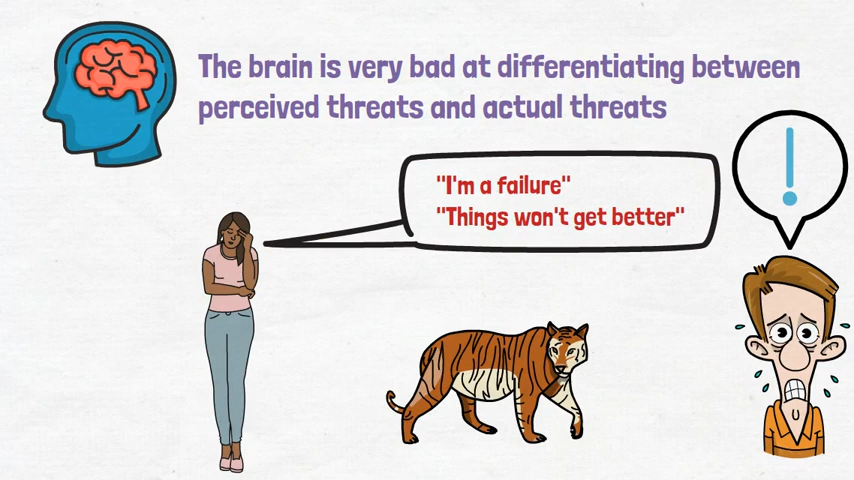 The brain is very bad at differentiating between
perceived threats and actual threats
"I'm a failure"
"Things won't get better"
!